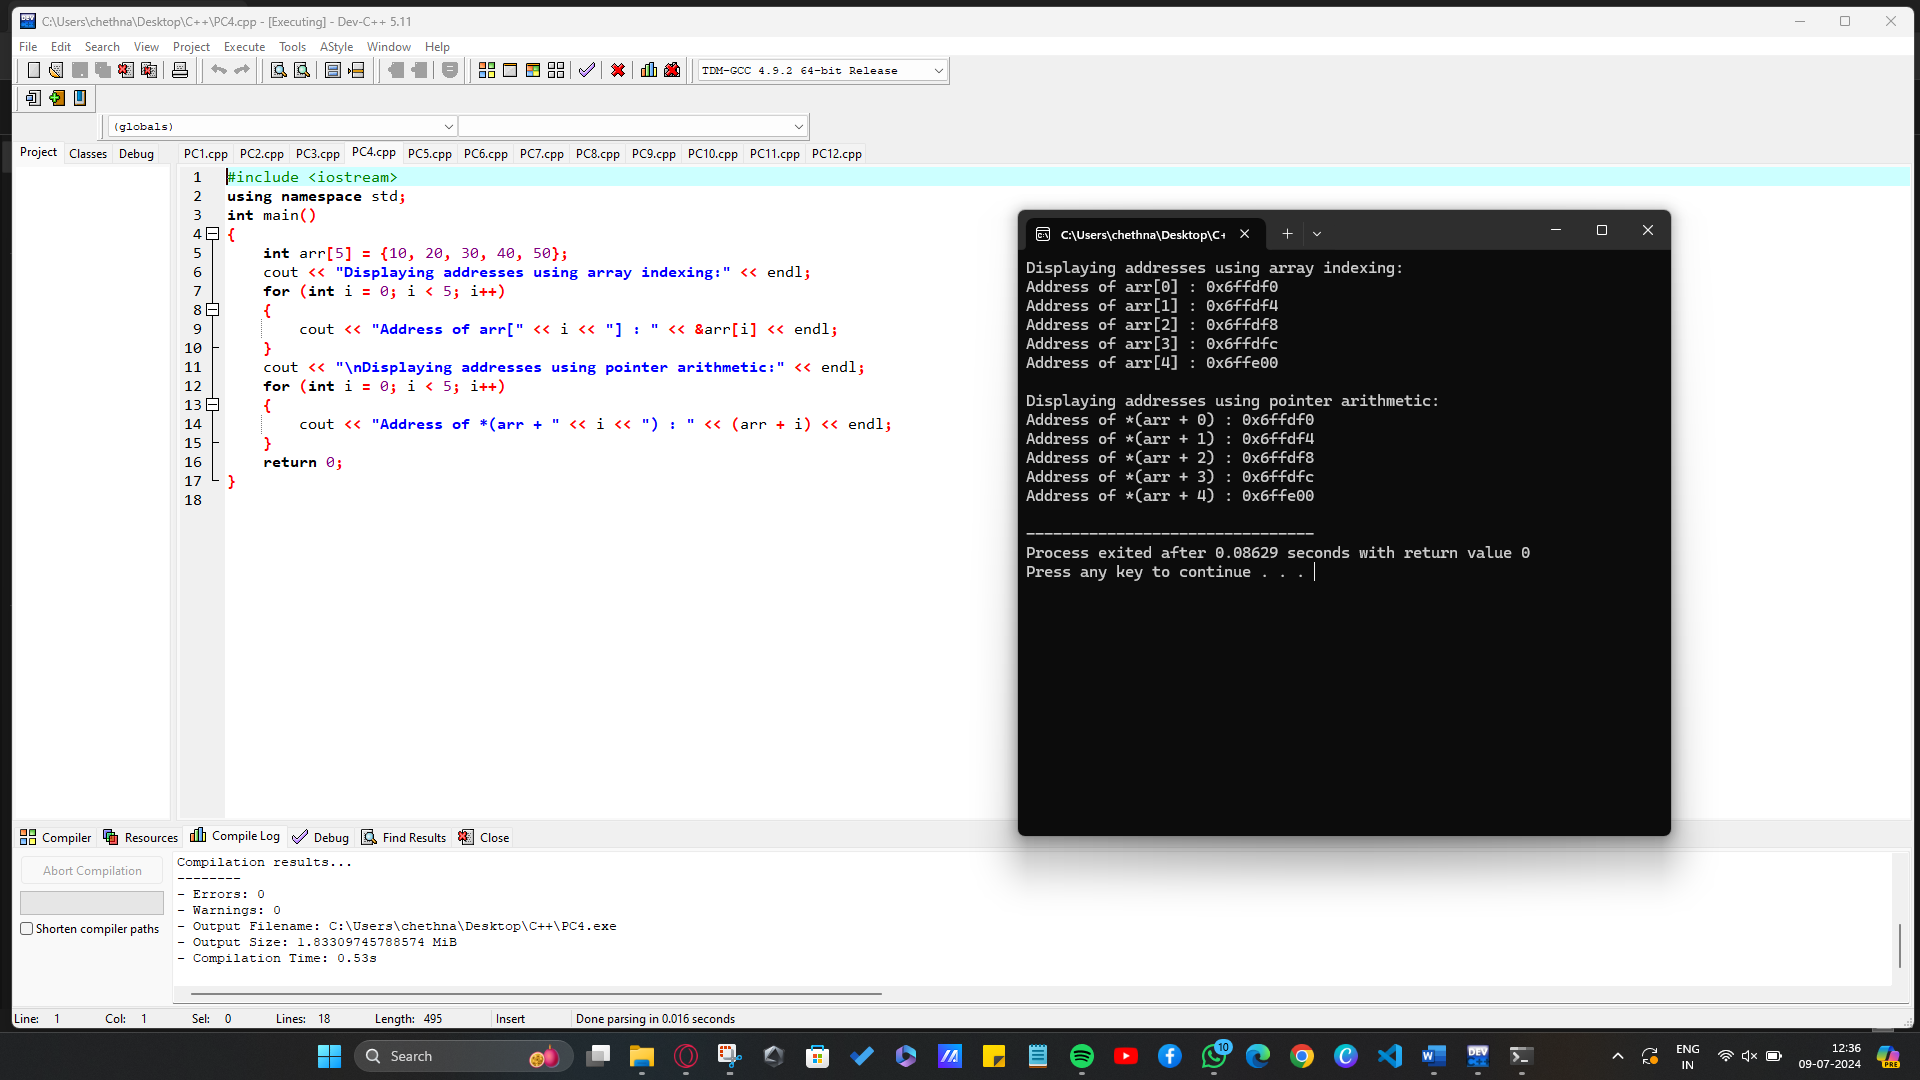 C:\Users\chethna\Desktop\C++\PC4.cpp - [Executing] - Dev-C++ 5.11
File Edit Search View Project Execute Tools AStyle Window Help
TDM-GCC 4.9.2 64-bit Release
(globals)
Project Classes Debug
PC1.cpp PC2.cpp PC3.cpp PC4.cpp PC5.cpp PC6.cpp PC7.cpp PC8.cpp PC9.cpp PC10.cpp PC11.cpp PC12.cpp
1 #include <iostream>
2 using namespace std;
3 int main()
4 {
5 int arr[5] = {10, 20, 30, 40, 50};
6 cout << "Displaying addresses using array indexing:" << endl;
7 for (int i = 0; i < 5; i++)
8 {
9 cout << "Address of arr[" << i << "] : " << &arr[i] << endl;
10 }
11 cout << "\nDisplaying addresses using pointer arithmetic:" << endl;
12 for (int i = 0; i < 5; i++)
13 {
14 cout << "Address of *(arr + " << i << ") : " << (arr + i) << endl;
15 }
16 return 0;
17 }
18
C:\Users\chethna\Desktop\C+
Displaying addresses using array indexing:
Address of arr[0] : 0x6ffdf0
Address of arr[1] : 0x6ffdf4
Address of arr[2] : 0x6ffdf8
Address of arr[3] : 0x6ffdfc
Address of arr[4] : 0x6ffe00
Displaying addresses using pointer arithmetic:
Address of *(arr + 0) : 0x6ffdf0
Address of *(arr + 1) : 0x6ffdf4
Address of *(arr + 2) : 0x6ffdf8
Address of *(arr + 3) : 0x6ffdfc
Address of *(arr + 4) : 0x6ffe00
--------------------------------
Process exited after 0.08629 seconds with return value 0
Press any key to continue . . .
Compiler Resources Compile Log Debug Find Results Close
Abort Compilation
Shorten compiler paths
Compilation results...
--------
- Errors: 0
- Warnings: 0
- Output Filename: C:\Users\chethna\Desktop\C++\PC4.exe
- Output Size: 1.83309745788574 MiB
- Compilation Time: 0.53s
Line: 1 Col: 1 Sel: 0 Lines: 18 Length: 495 Insert Done parsing in 0.016 seconds
Search
10
DEV
ENG
IN
12:36
09-07-2024
PRE